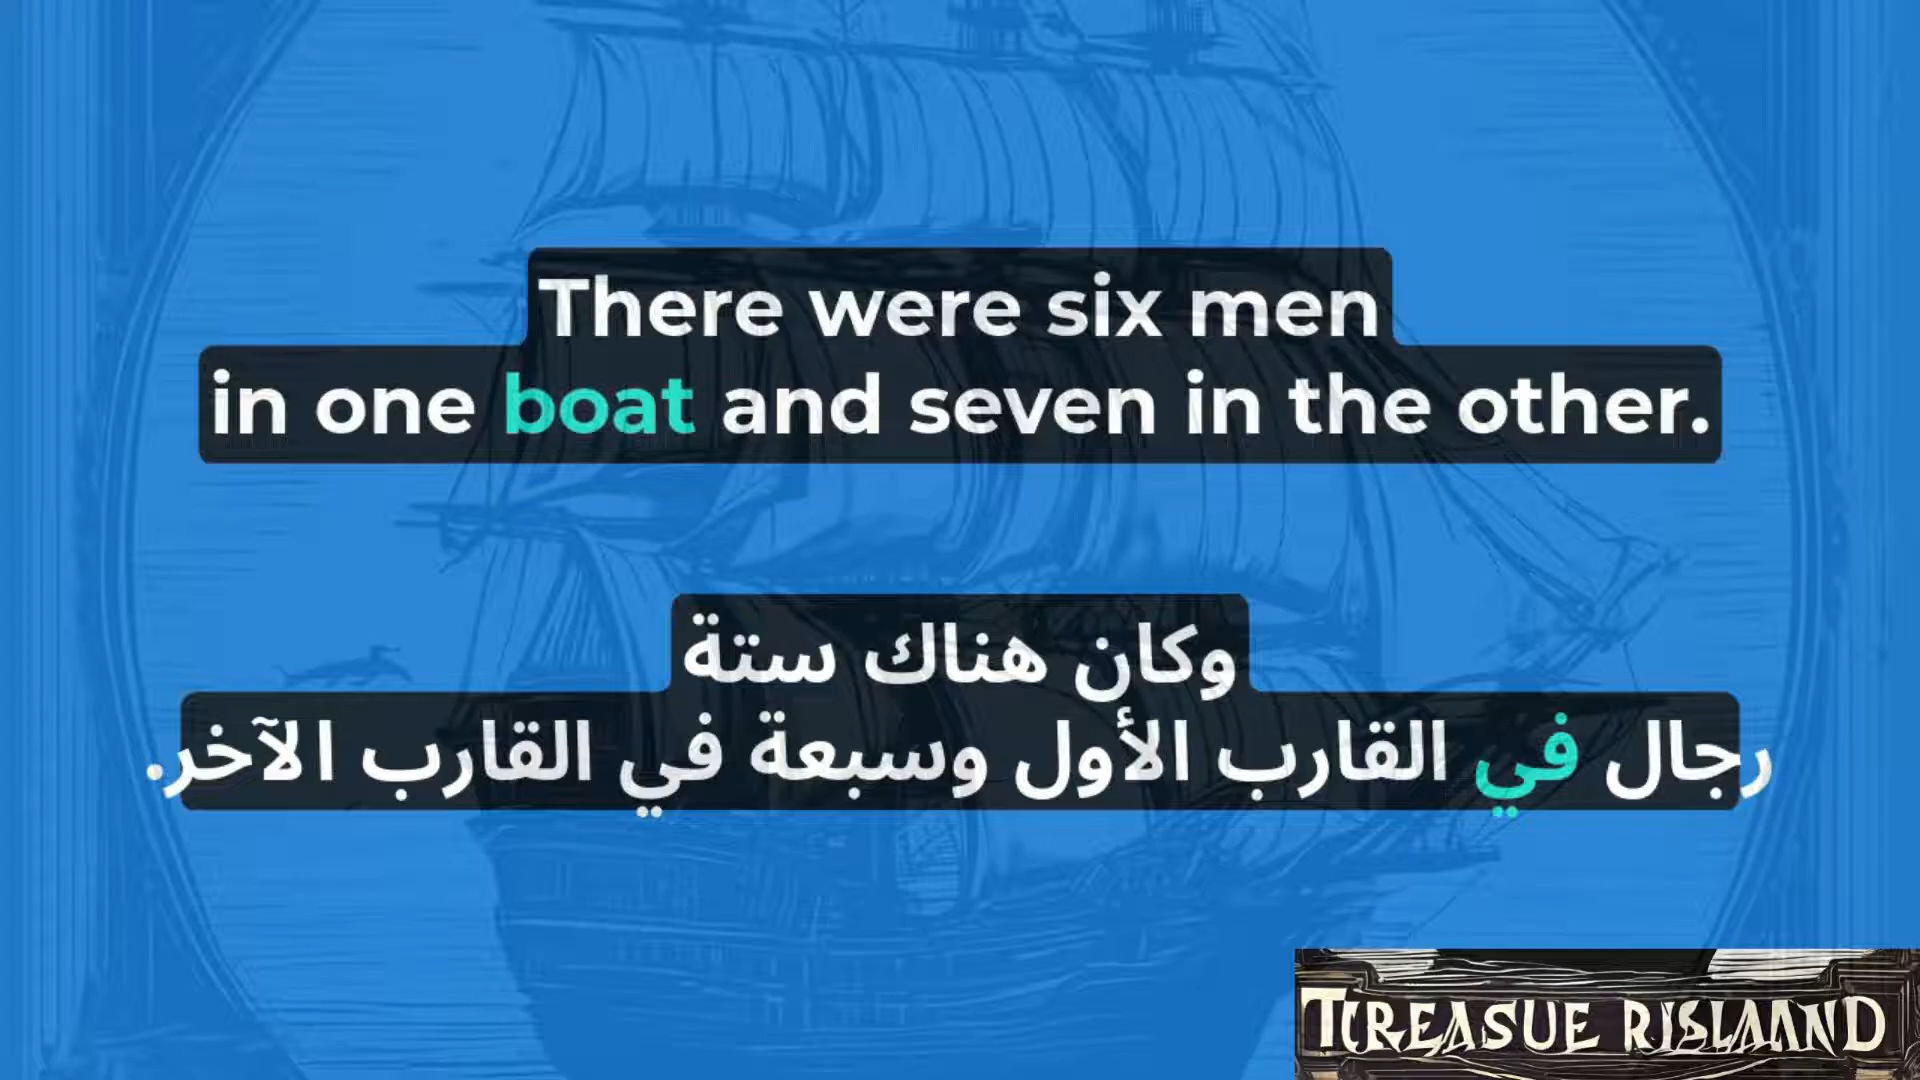 There were six men
in one boat and seven in the other.
وكان هناك ستة
رجال في القارب الأول وسبعة في القارب الآخر.
TIREASUE RISLAAND